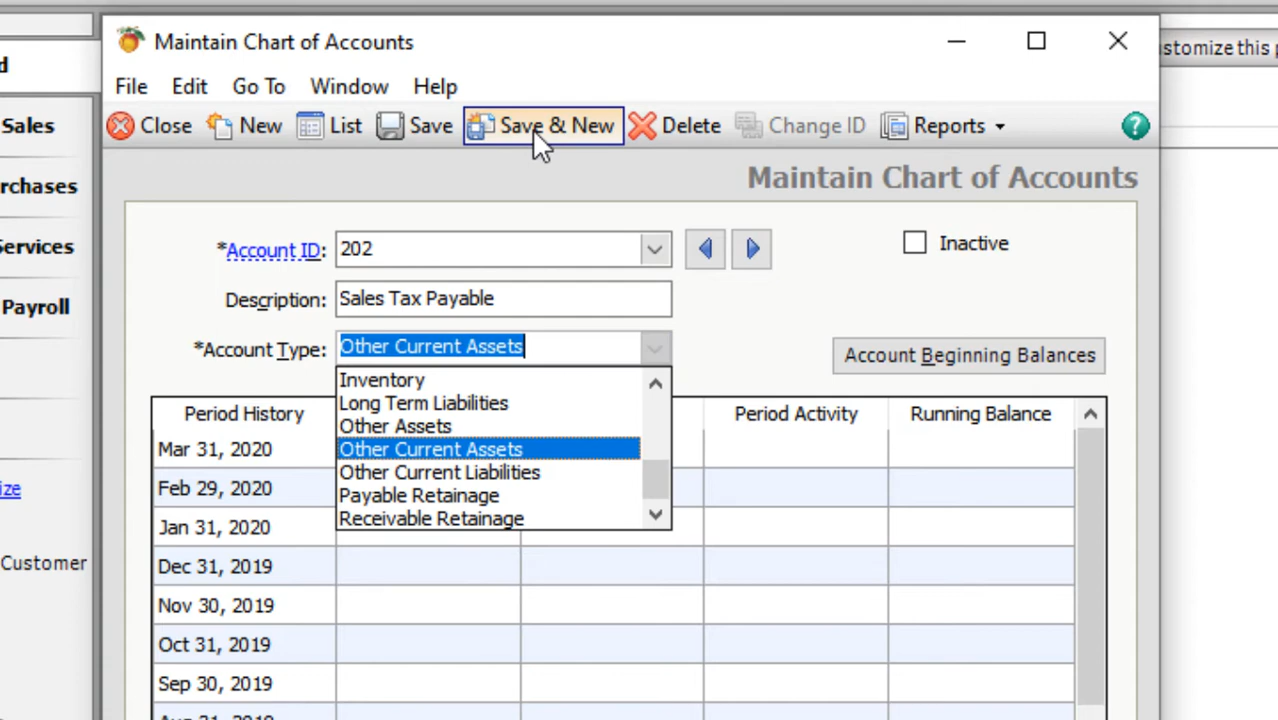 Maintain Chart of Accounts
stomize this p
File Edit Go To Window Help
d
Close New List Save Save & New Delete Change ID Reports ?
Sales
Maintain Chart of Accounts
rchases
*Account ID: 202
Inactive
ervices
Description: Sales Tax Payable
Payroll
*Account Type: Other Current Assets
Account Beginning Balances
Inventory
Long Term Liabilities
Other Assets
Other Current Assets
Other Current Liabilities
Payable Retainage
Receivable Retainage
Period History Period Activity Running Balance
Mar 31, 2020
Feb 29, 2020
ize
Jan 31, 2020
Customer
Dec 31, 2019
Nov 30, 2019
Oct 31, 2019
Sep 30, 2019
Aug 31, 2019